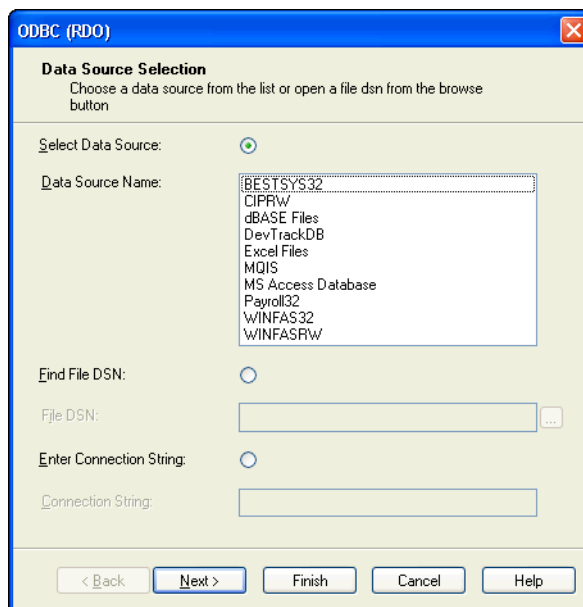 ODBC (RDO)
Data Source Selection
Choose a data source from the list or open a file dsn from the browse
button
Select Data Source:
Data Source Name:
BESTSYS32
CIPRW
dBASE Files
DevTrackDB
Excel Files
MQIS
MS Access Database
Payroll32
WINFAS32
WINFASRW
Find File DSN:
File DSN:
...
Enter Connection String:
Connection String:
< Back
Next >
Finish
Cancel
Help